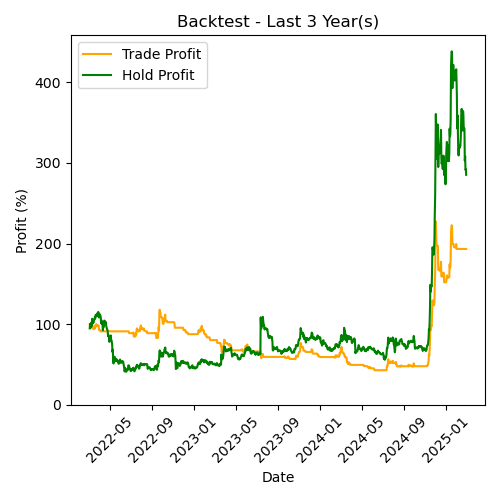 Backtest - Last 3 Year(s)
Trade Profit
Hold Profit
Profit (%)
400
300
200
100
0
2022-05
2022-09
2023-01
2023-05
2023-09
2024-01
2024-05
2024-09
2025-01
Date